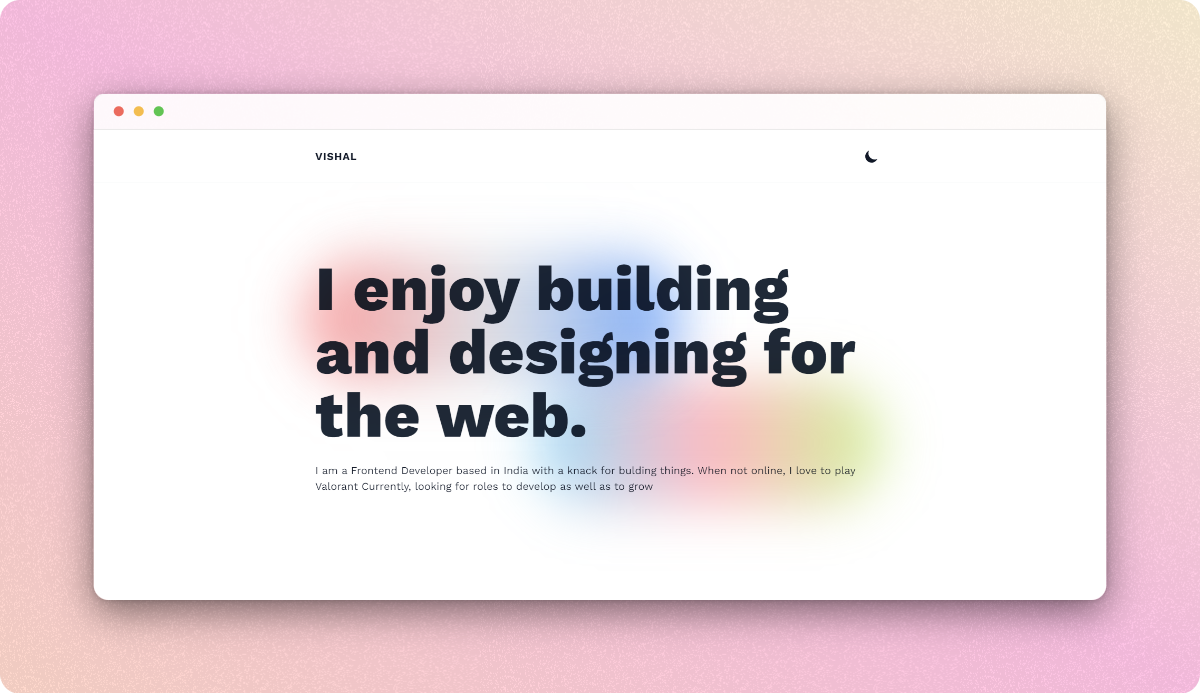 VISHAL
I enjoy building
and designing for
the web.
I am a Frontend Developer based in India with a knack for bulding things. When not online, I love to play
Valorant Currently, looking for roles to develop as well as to grow